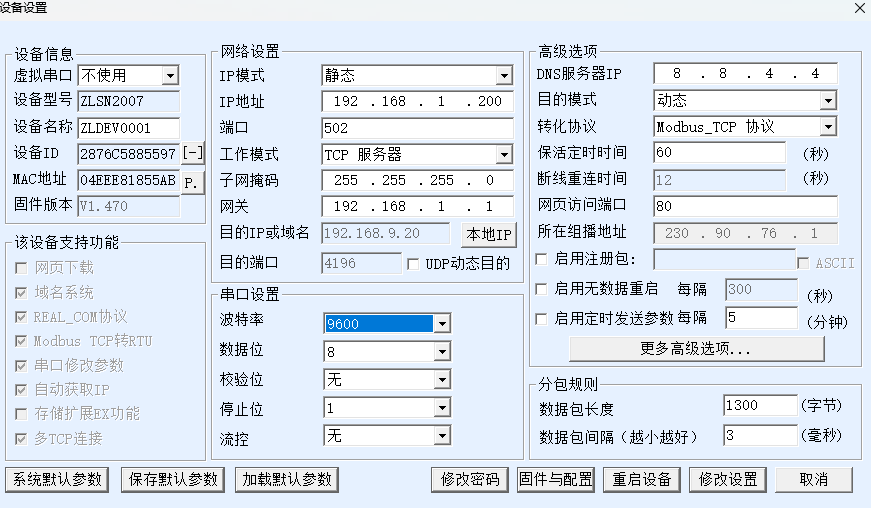 设备设置
设备信息
虚拟串口 不使用
设备型号 ZLSN2007
设备名称 ZLDEV0001
设备ID 2876C5885597 [-]
MAC地址 04EEE81855AB P.
固件版本 V1.470
该设备支持功能
网页下载
域名系统
REAL_COM协议
Modbus TCP转RTU
串口修改参数
自动获取IP
存储扩展EX功能
多TCP连接
网络设置
IP模式 静态
IP地址 192 . 168 . 1 . 200
端口 502
工作模式 TCP 服务器
子网掩码 255 . 255 . 255 . 0
网关 192 . 168 . 1 . 1
目的IP或域名 192.168.9.20 本地IP
目的端口 4196 UDP动态目的
串口设置
波特率 9600
数据位 8
校验位 无
停止位 1
流控 无
高级选项
DNS服务器IP 8 . 8 . 4 . 4
目的模式 动态
转化协议 Modbus_TCP 协议
保活定时时间 60 (秒)
断线重连时间 12 (秒)
网页访问端口 80
所在组播地址 230 . 90 . 76 . 1
启用注册包: ASCII
启用无数据重启 每隔 300 (秒)
启用定时发送参数 每隔 5 (分钟)
更多高级选项...
分包规则
数据包长度 1300 (字节)
数据包间隔（越小越好） 3 (毫秒)
系统默认参数 保存默认参数 加载默认参数 修改密码 固件与配置 重启设备 修改设置 取消